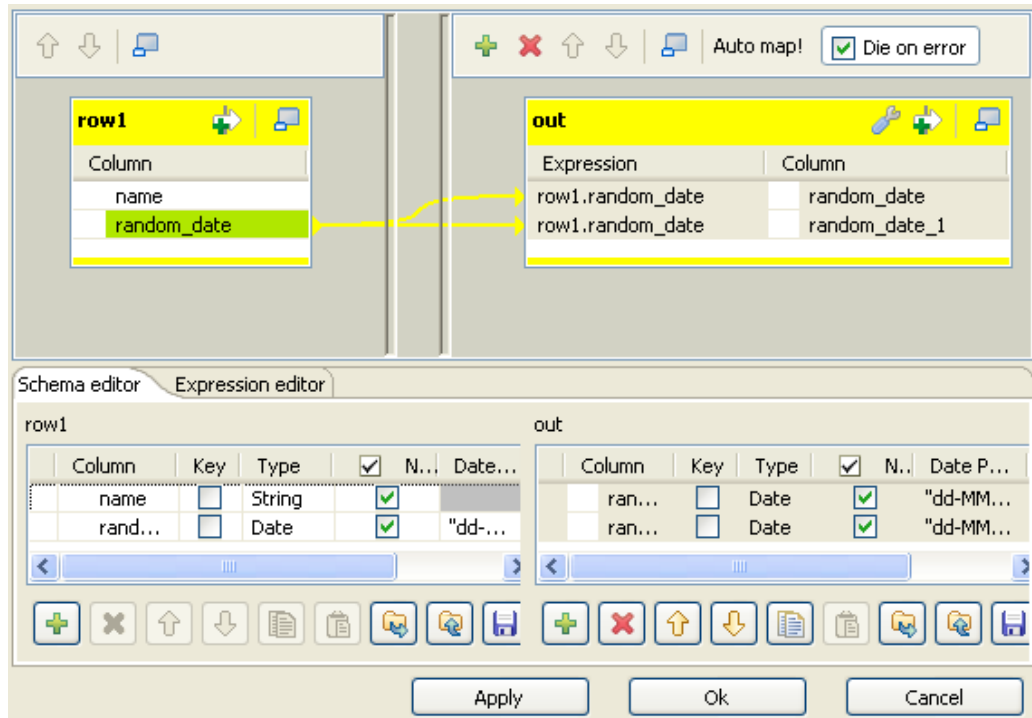 Auto map! Die on error
row1
Column
name
random_date
out
Expression Column
row1.random_date random_date
row1.random_date random_date_1
Schema editor Expression editor
row1
Column Key Type N... Date...
name String
rand... Date "dd-...
out
Column Key Type N.. Date P...
ran... Date "dd-MM...
ran... Date "dd-MM...
Apply Ok Cancel